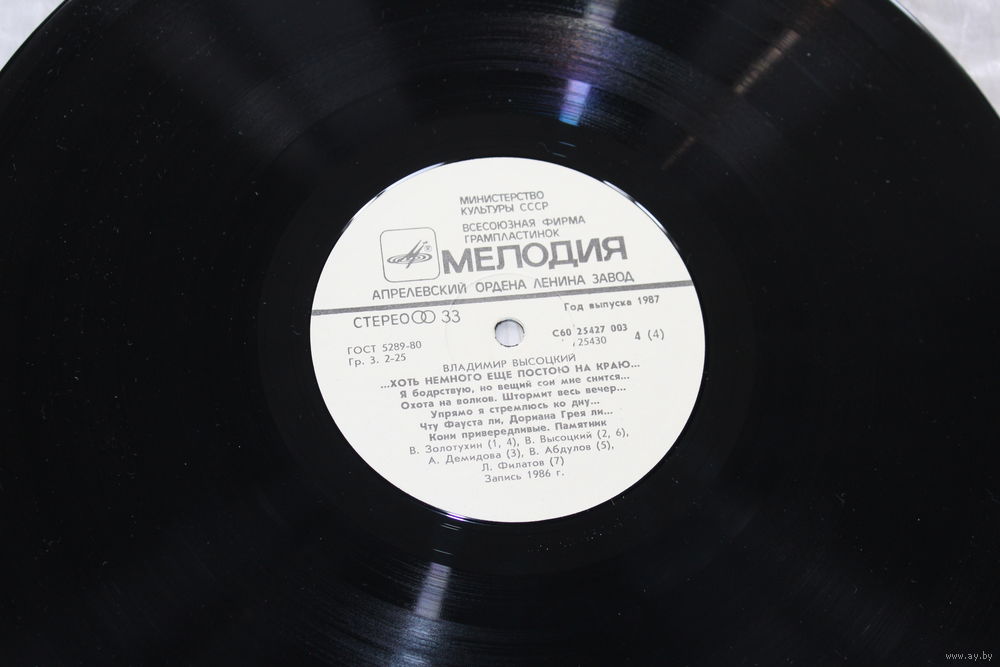 МИНИСТЕРСТВО
КУЛЬТУРЫ СССР
ВСЕСОЮЗНАЯ ФИРМА
ГРАМПЛАСТИНОК
® МЕЛОДИЯ
АПРЕЛЕВСКИЙ ОРДЕНА ЛЕНИНА ЗАВОД
СТЕРЕО 33
Год выпуска 1987
ГОСТ 5289-80
Гр. 3. 2-25
С60 25427 003
25430
4 (4)
ВЛАДИМИР ВЫСОЦКИЙ
...ХОТЬ НЕМНОГО ЕЩЕ ПОСТОЮ НА КРАЮ...
Я бодрствую, но вещий сон мне снится...
Охота на волков. Штормит весь вечер...
Упрямо я стремлюсь ко дну...
Чту Фауста ли, Дориана Грея ли...
Кони привередливые. Памятник
В. Золотухин (1, 4), В. Высоцкий (2, 6),
А. Демидова (3), В. Абдулов (5),
Л. Филатов (7)
Запись 1986 г.
www.ay.by